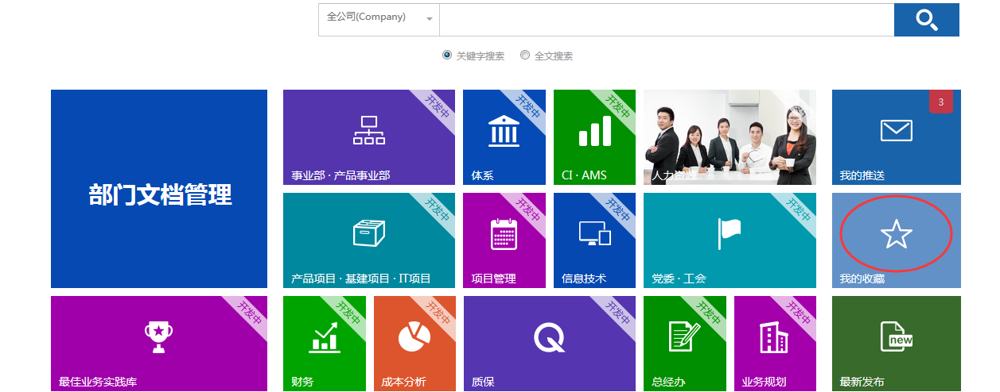 全公司(Company)
关键字搜索 全文搜索
部门文档管理
开发中
事业部 · 产品事业部
开发中
体系
开发中
CI · AMS
人力资源
3
我的推送
开发中
产品项目 · 基建项目 · IT项目
开发中
项目管理
开发中
信息技术
开发中
党委 · 工会
我的收藏
开发中
最佳业务实践库
开发中
财务
开发中
成本分析
开发中
质保
开发中
总经办
开发中
业务规划
new
最新发布